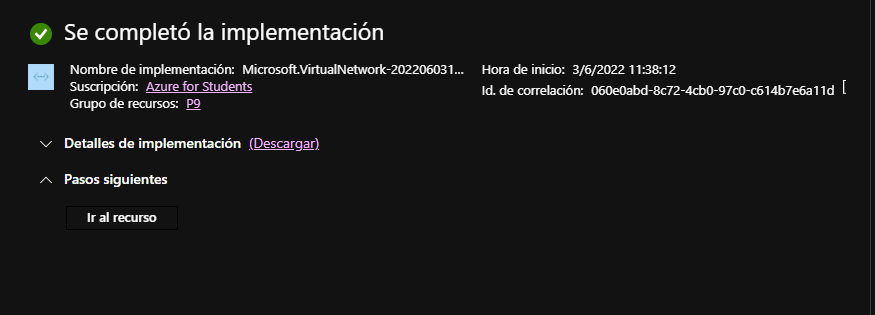 Se completó la implementación
Nombre de implementación: Microsoft.VirtualNetwork-202206031...
Suscripción: Azure for Students
Grupo de recursos: P9
Hora de inicio: 3/6/2022 11:38:12
Id. de correlación: 060e0abd-8c72-4cb0-97c0-c614b7e6a11d
Detalles de implementación (Descargar)
Pasos siguientes
Ir al recurso